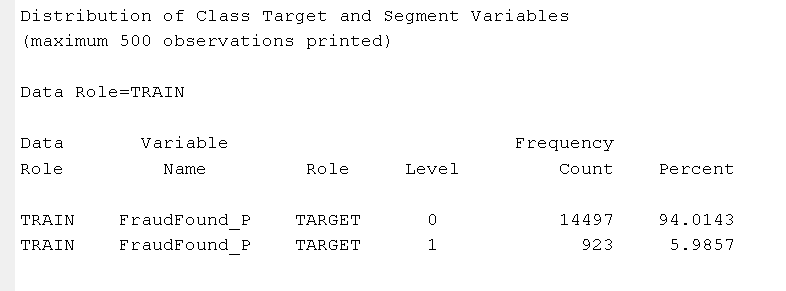 Distribution of Class Target and Segment Variables
(maximum 500 observations printed)
Data Role=TRAIN
Data Variable Frequency
Role Name Role Level Count Percent
TRAIN FraudFound_P TARGET 0 14497 94.0143
TRAIN FraudFound_P TARGET 1 923 5.9857